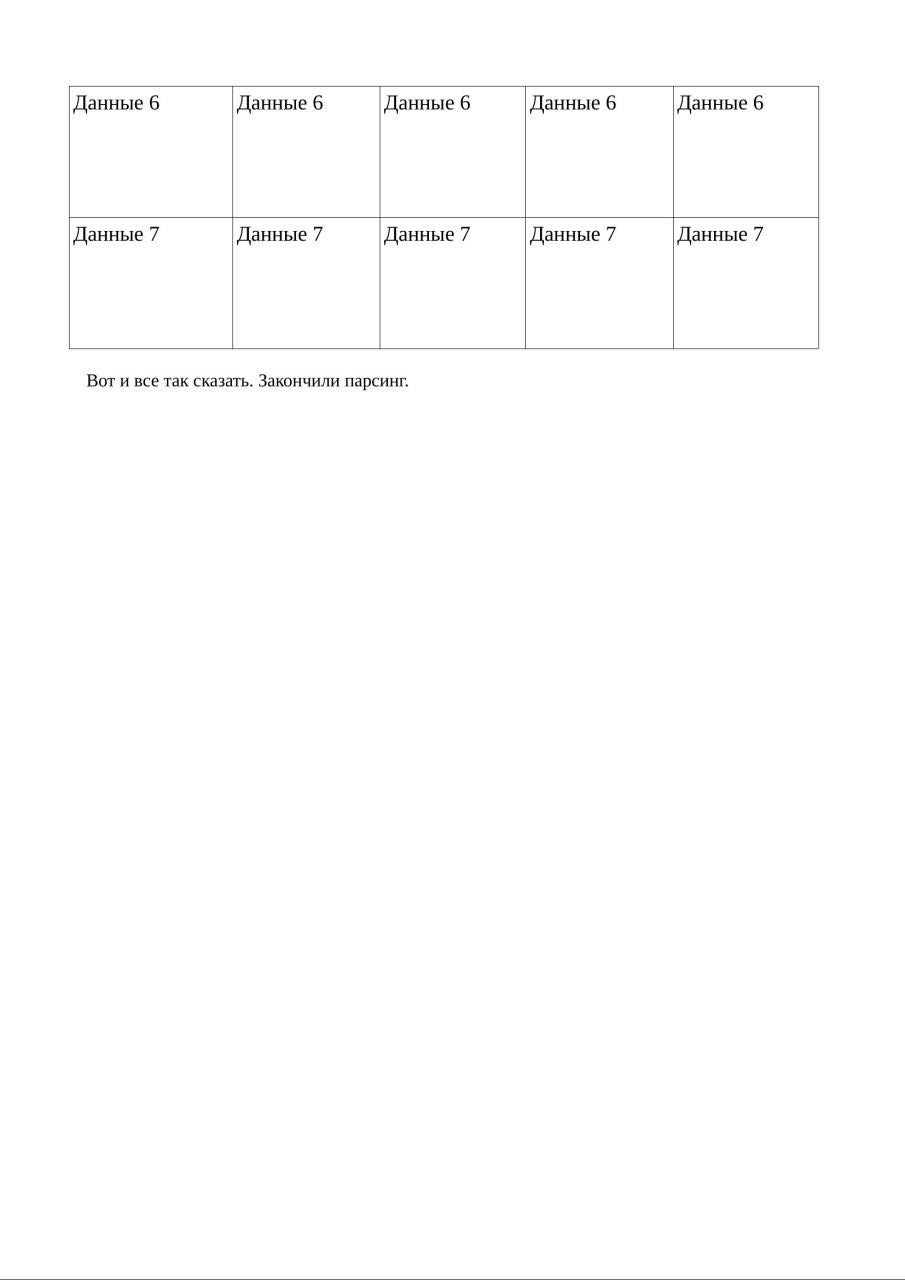 Данные 6 Данные 6 Данные 6 Данные 6 Данные 6
Данные 7 Данные 7 Данные 7 Данные 7 Данные 7
Вот и все так сказать. Закончили парсинг.